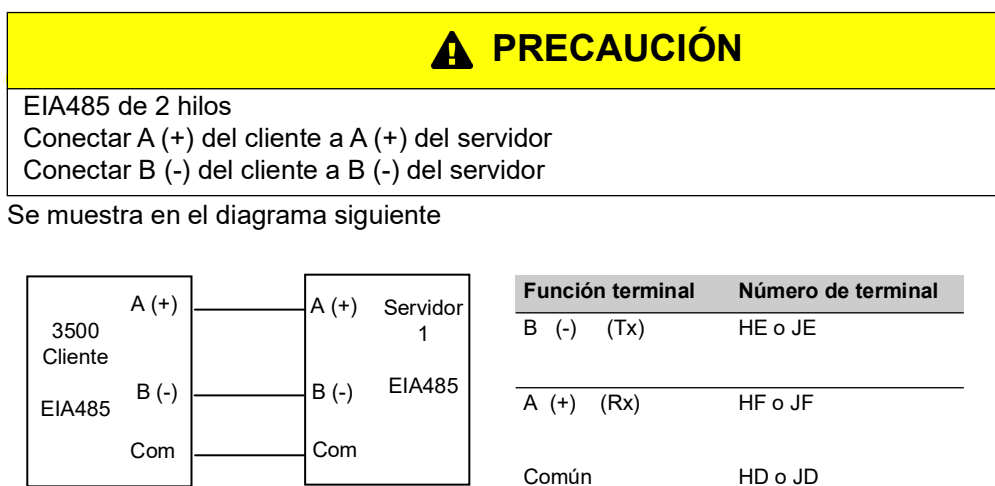 PRECAUCIÓN
EIA485 de 2 hilos
Conectar A (+) del cliente a A (+) del servidor
Conectar B (-) del cliente a B (-) del servidor
Se muestra en el diagrama siguiente
3500
Cliente
EIA485
A (+)
B (-)
Com
A (+)
B (-)
Com
Servidor
1
EIA485
Función terminal Número de terminal
B (-) (Tx) HE o JE
A (+) (Rx) HF o JF
Común HD o JD